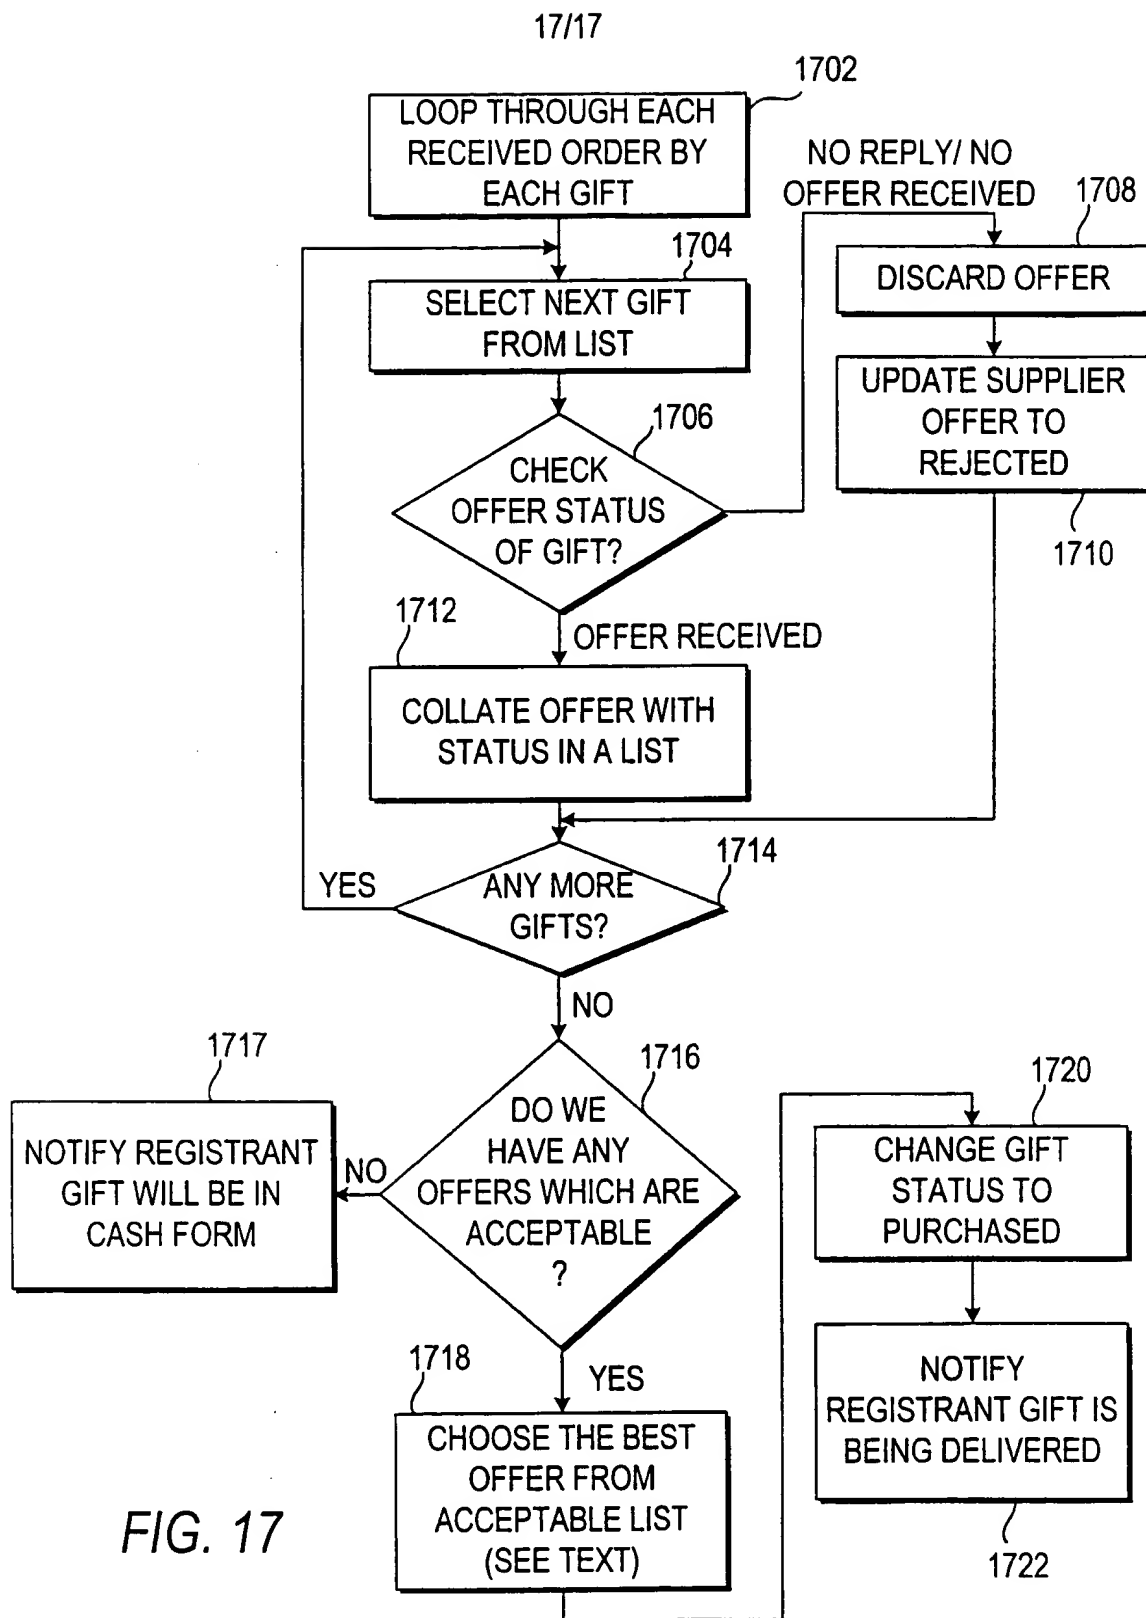 17/17
1702
LOOP THROUGH EACH
RECEIVED ORDER BY
EACH GIFT
NO REPLY/ NO
OFFER RECEIVED
1708
1704
DISCARD OFFER
SELECT NEXT GIFT
FROM LIST
UPDATE SUPPLIER
OFFER TO
REJECTED
1710
1706
CHECK
OFFER STATUS
OF GIFT?
1712
OFFER RECEIVED
COLLATE OFFER WITH
STATUS IN A LIST
1714
YES
ANY MORE
GIFTS?
NO
1717
1716
1720
NOTIFY REGISTRANT
GIFT WILL BE IN
CASH FORM
NO
DO WE
HAVE ANY
OFFERS WHICH ARE
ACCEPTABLE
?
CHANGE GIFT
STATUS TO
PURCHASED
1718
YES
NOTIFY
REGISTRANT GIFT IS
BEING DELIVERED
1722
CHOOSE THE BEST
OFFER FROM
ACCEPTABLE LIST
(SEE TEXT)
FIG. 17